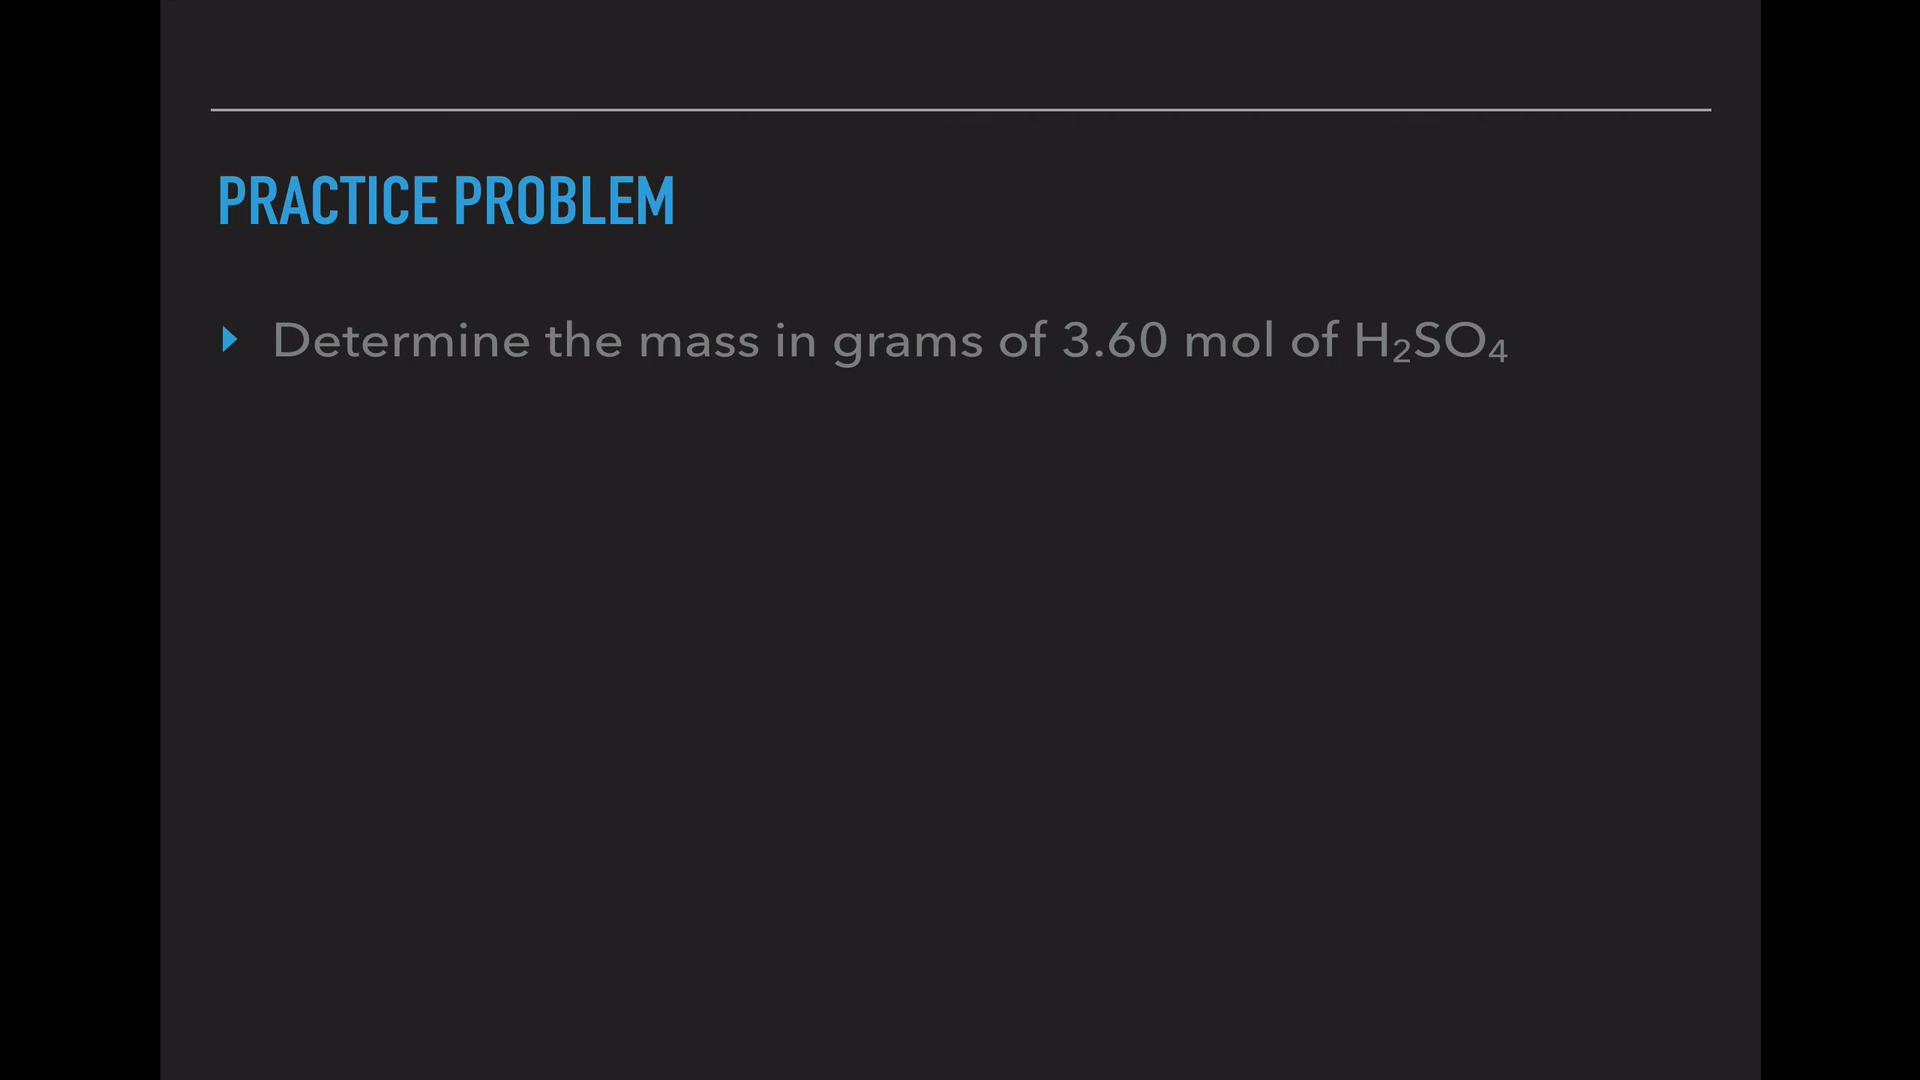 PRACTICE PROBLEM
Determine the mass in grams of 3.60 mol of H₂SO₄